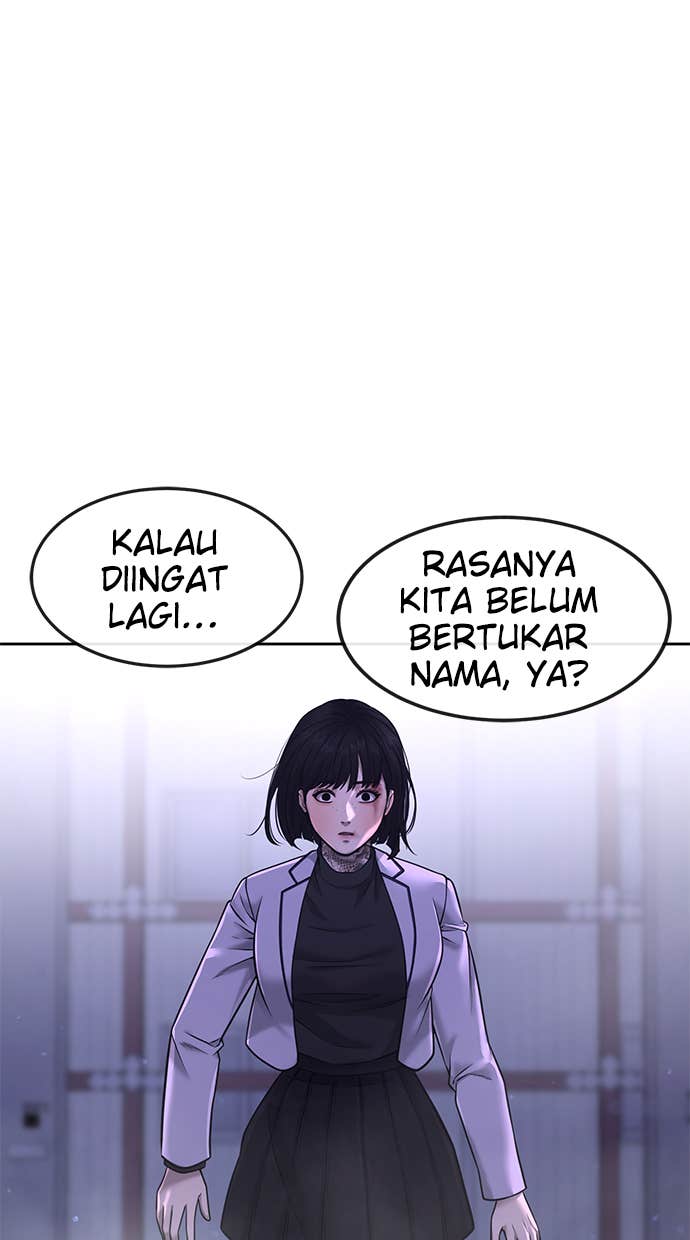 KALAU
DIINGAT
LAGI...
RASANYA
KITA BELUM
BERTUKAR
NAMA, YA?